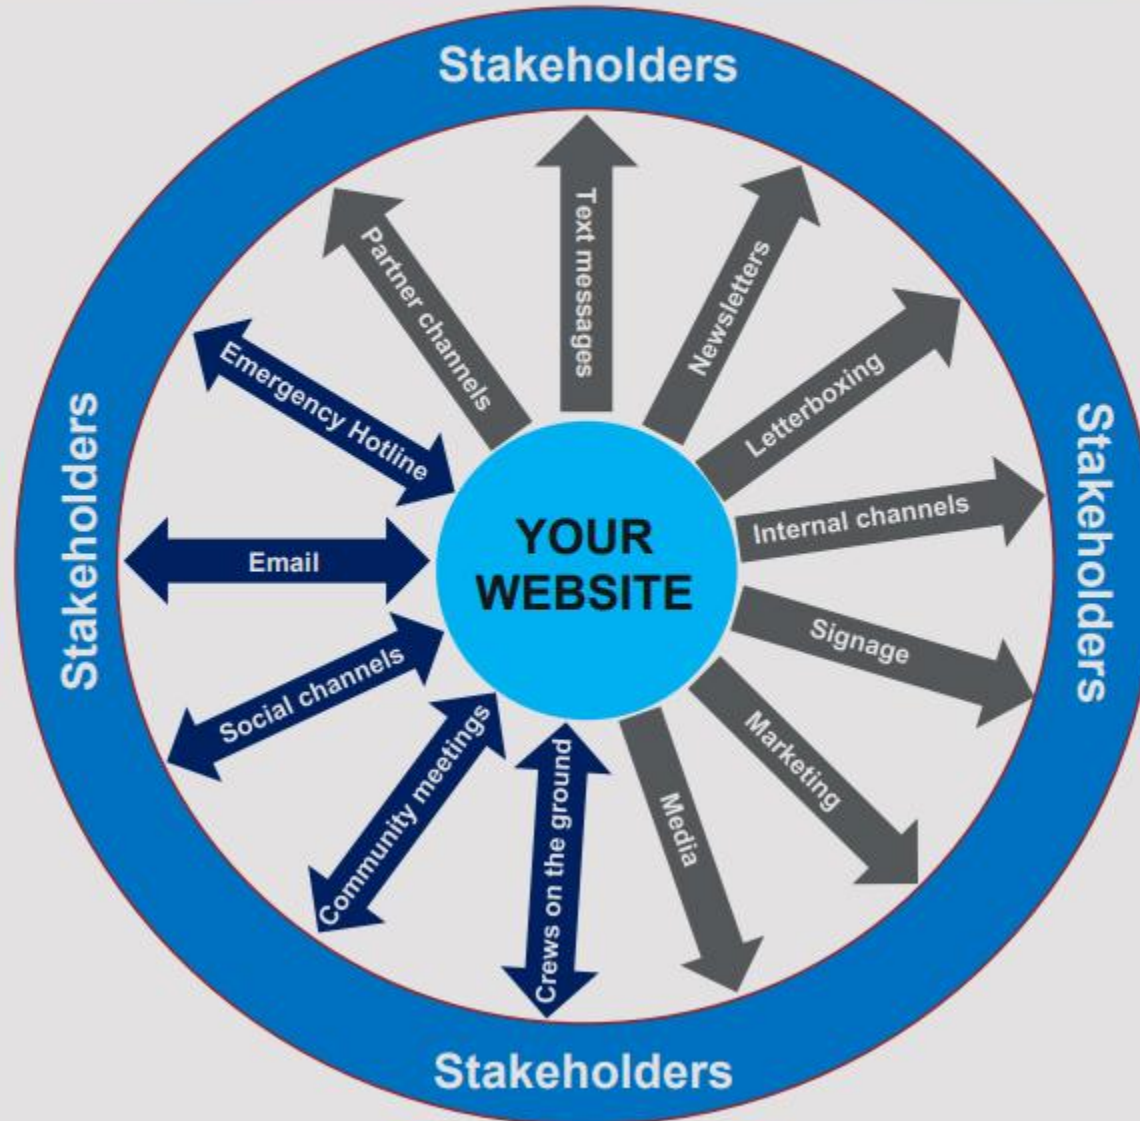 Stakeholders
Text messages
Newsletters
Letterboxing
Internal channels
Signage
Marketing
Media
Crews on the ground
Community meetings
Social channels
Email
Emergency Hotline
Partner channels
YOUR
WEBSITE
Stakeholders
Stakeholders
Stakeholders